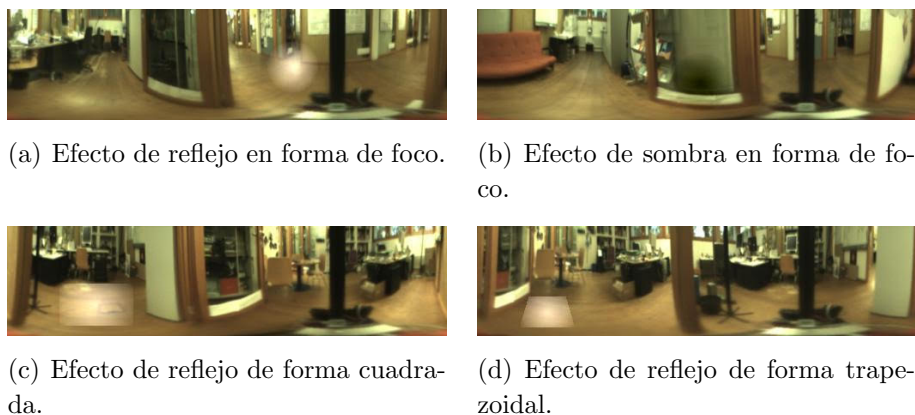 (a) Efecto de reflejo en forma de foco.
(b) Efecto de sombra en forma de fo-
co.
(c) Efecto de reflejo de forma cuadra-
da.
(d) Efecto de reflejo de forma trape-
zoidal.